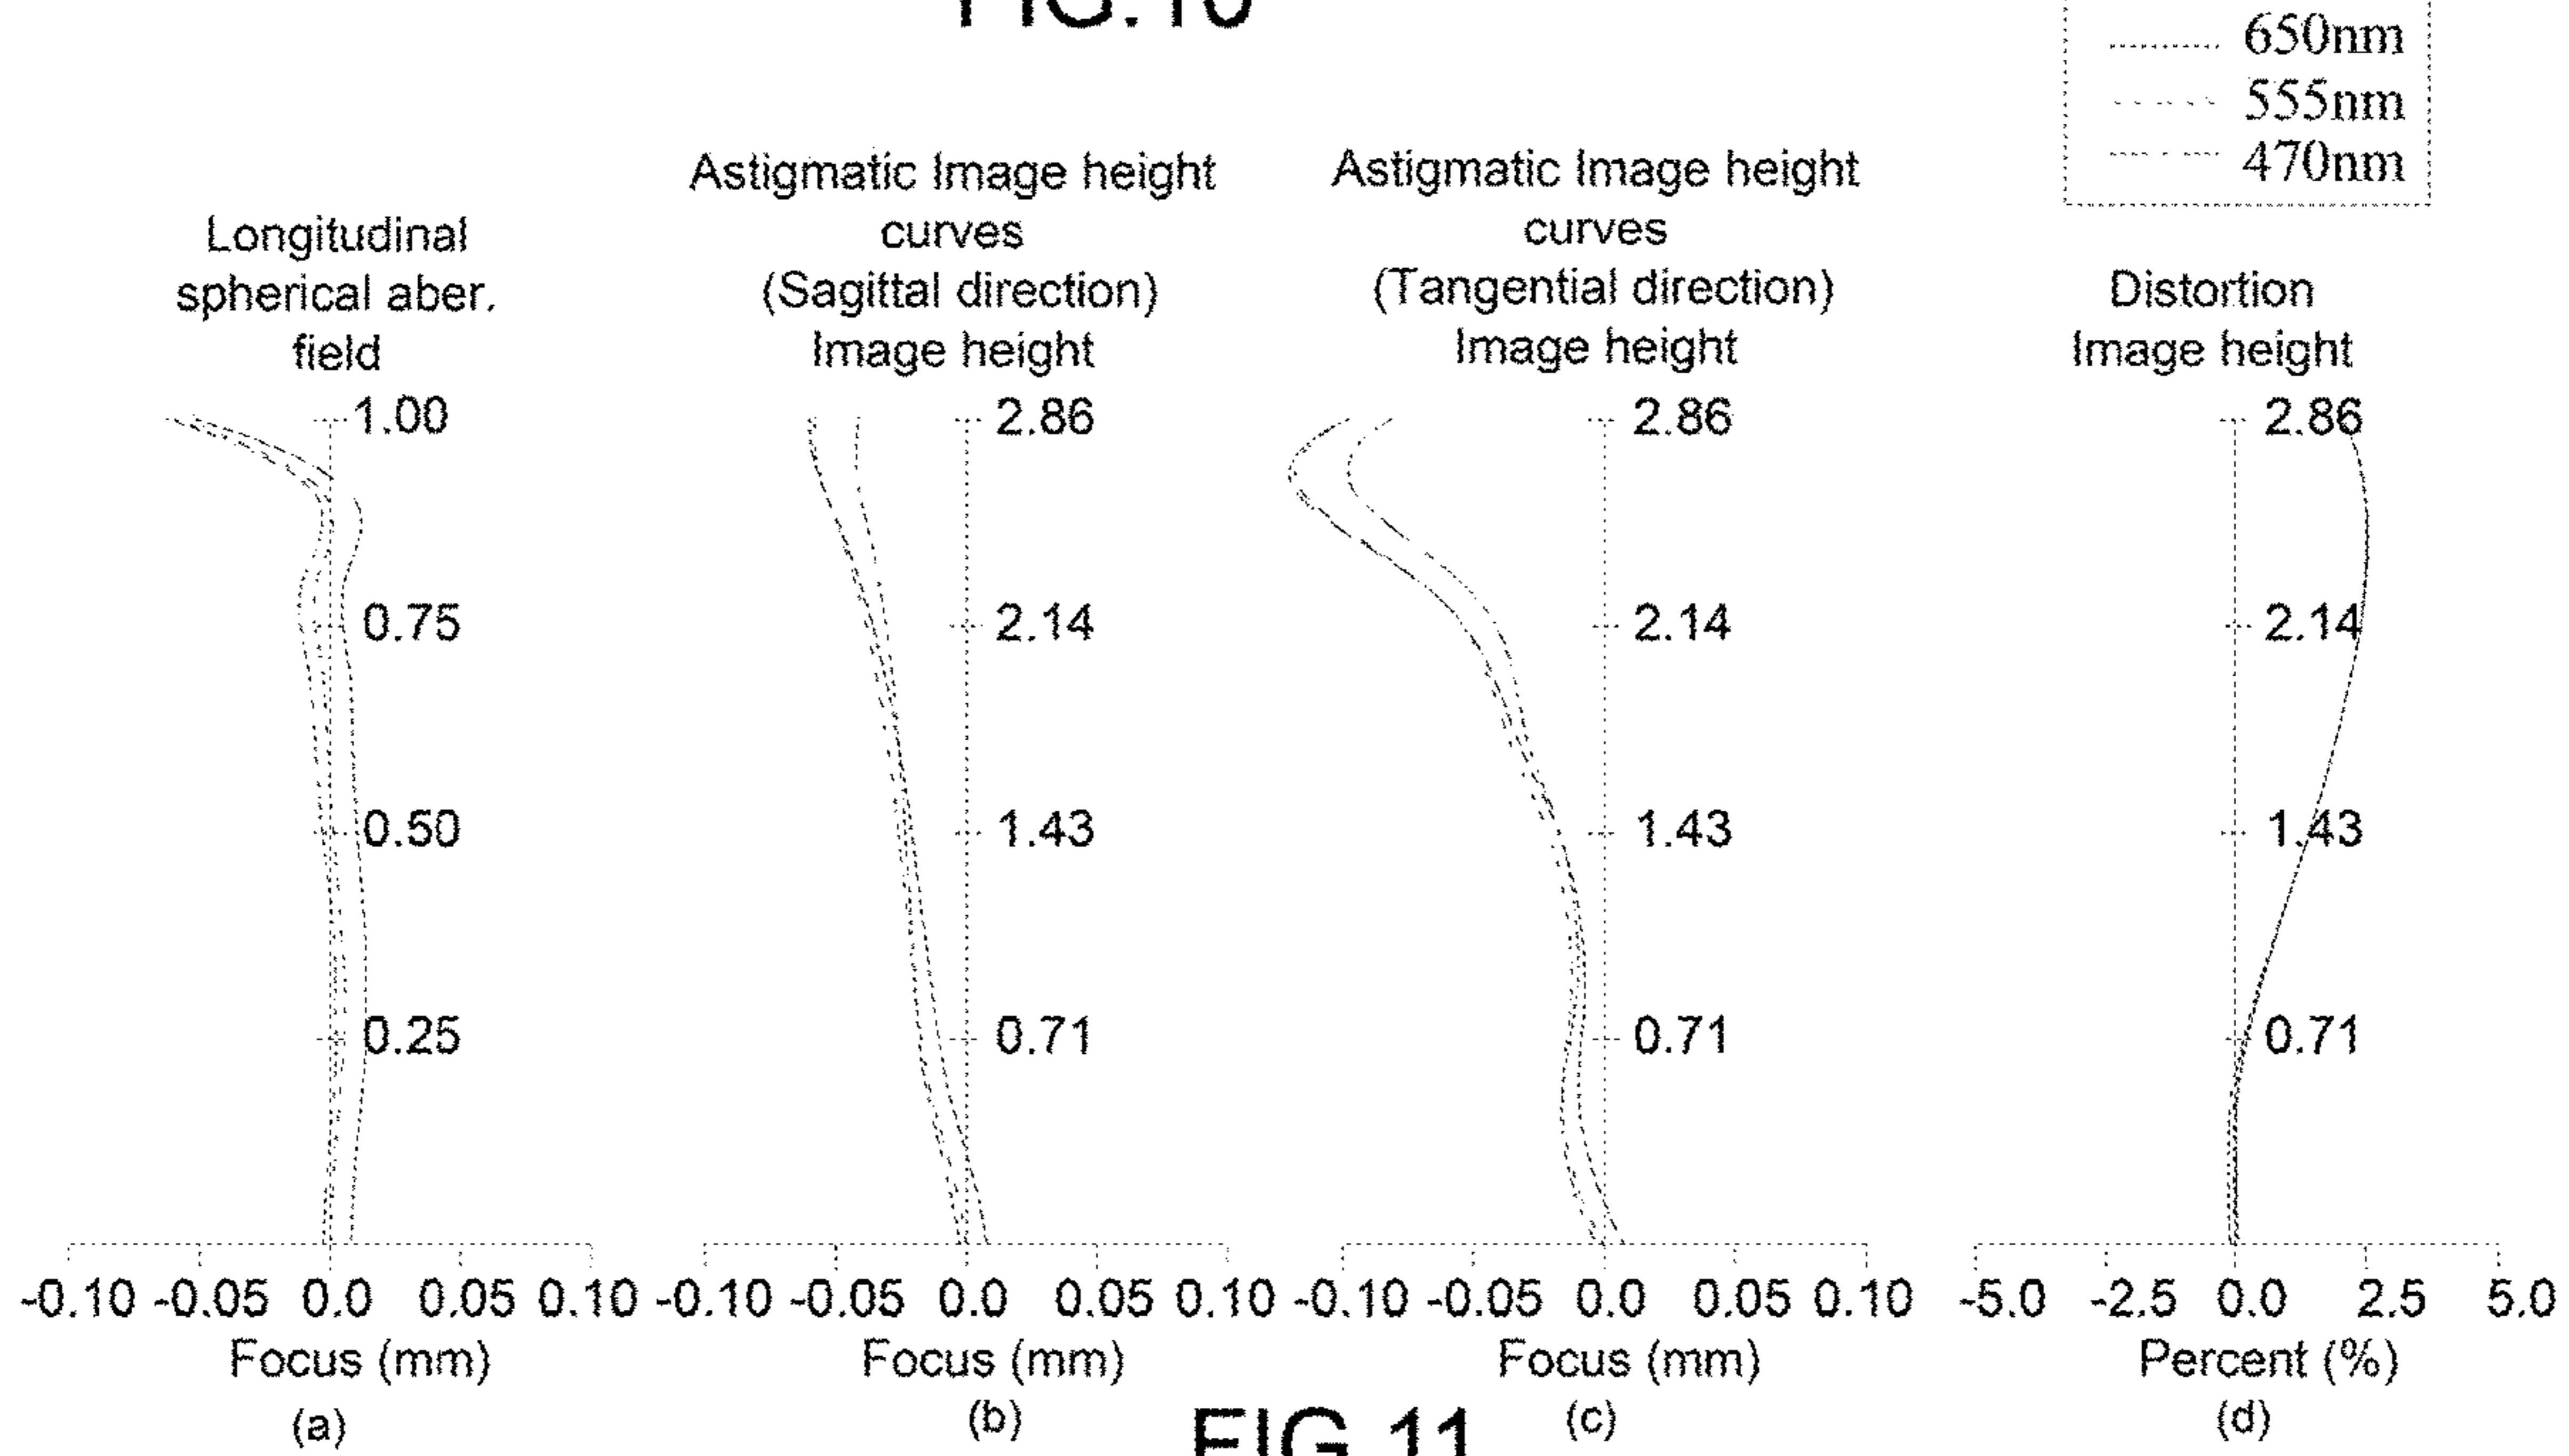 FIG.10
650nm
555nm
470nm
Longitudinal
spherical aber.
field
1.00
0.75
0.50
0.25
-0.10 -0.05 0.0 0.05 0.10
Focus (mm)
(a)
Astigmatic Image height
curves
(Sagittal direction)
Image height
2.86
2.14
1.43
0.71
-0.10 -0.05 0.0 0.05 0.10
Focus (mm)
(b)
Astigmatic Image height
curves
(Tangential direction)
Image height
2.86
2.14
1.43
0.71
-0.10 -0.05 0.0 0.05 0.10
Focus (mm)
(c)
Distortion
Image height
2.86
2.14
1.43
0.71
-5.0 -2.5 0.0 2.5 5.0
Percent (%)
(d)
FIG.11